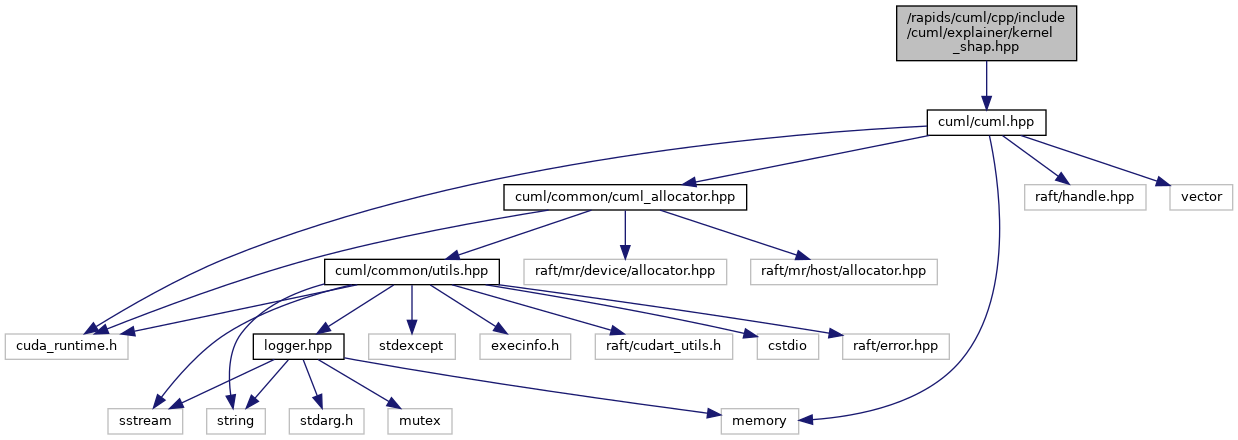 /rapids/cuml/cpp/include
/cuml/explainer/kernel
_shap.hpp
cuml/cuml.hpp
cuml/common/cuml_allocator.hpp
raft/handle.hpp
vector
cuml/common/utils.hpp
raft/mr/device/allocator.hpp
raft/mr/host/allocator.hpp
cuda_runtime.h
logger.hpp
stdexcept
execinfo.h
raft/cudart_utils.h
cstdio
raft/error.hpp
sstream
string
stdarg.h
mutex
memory